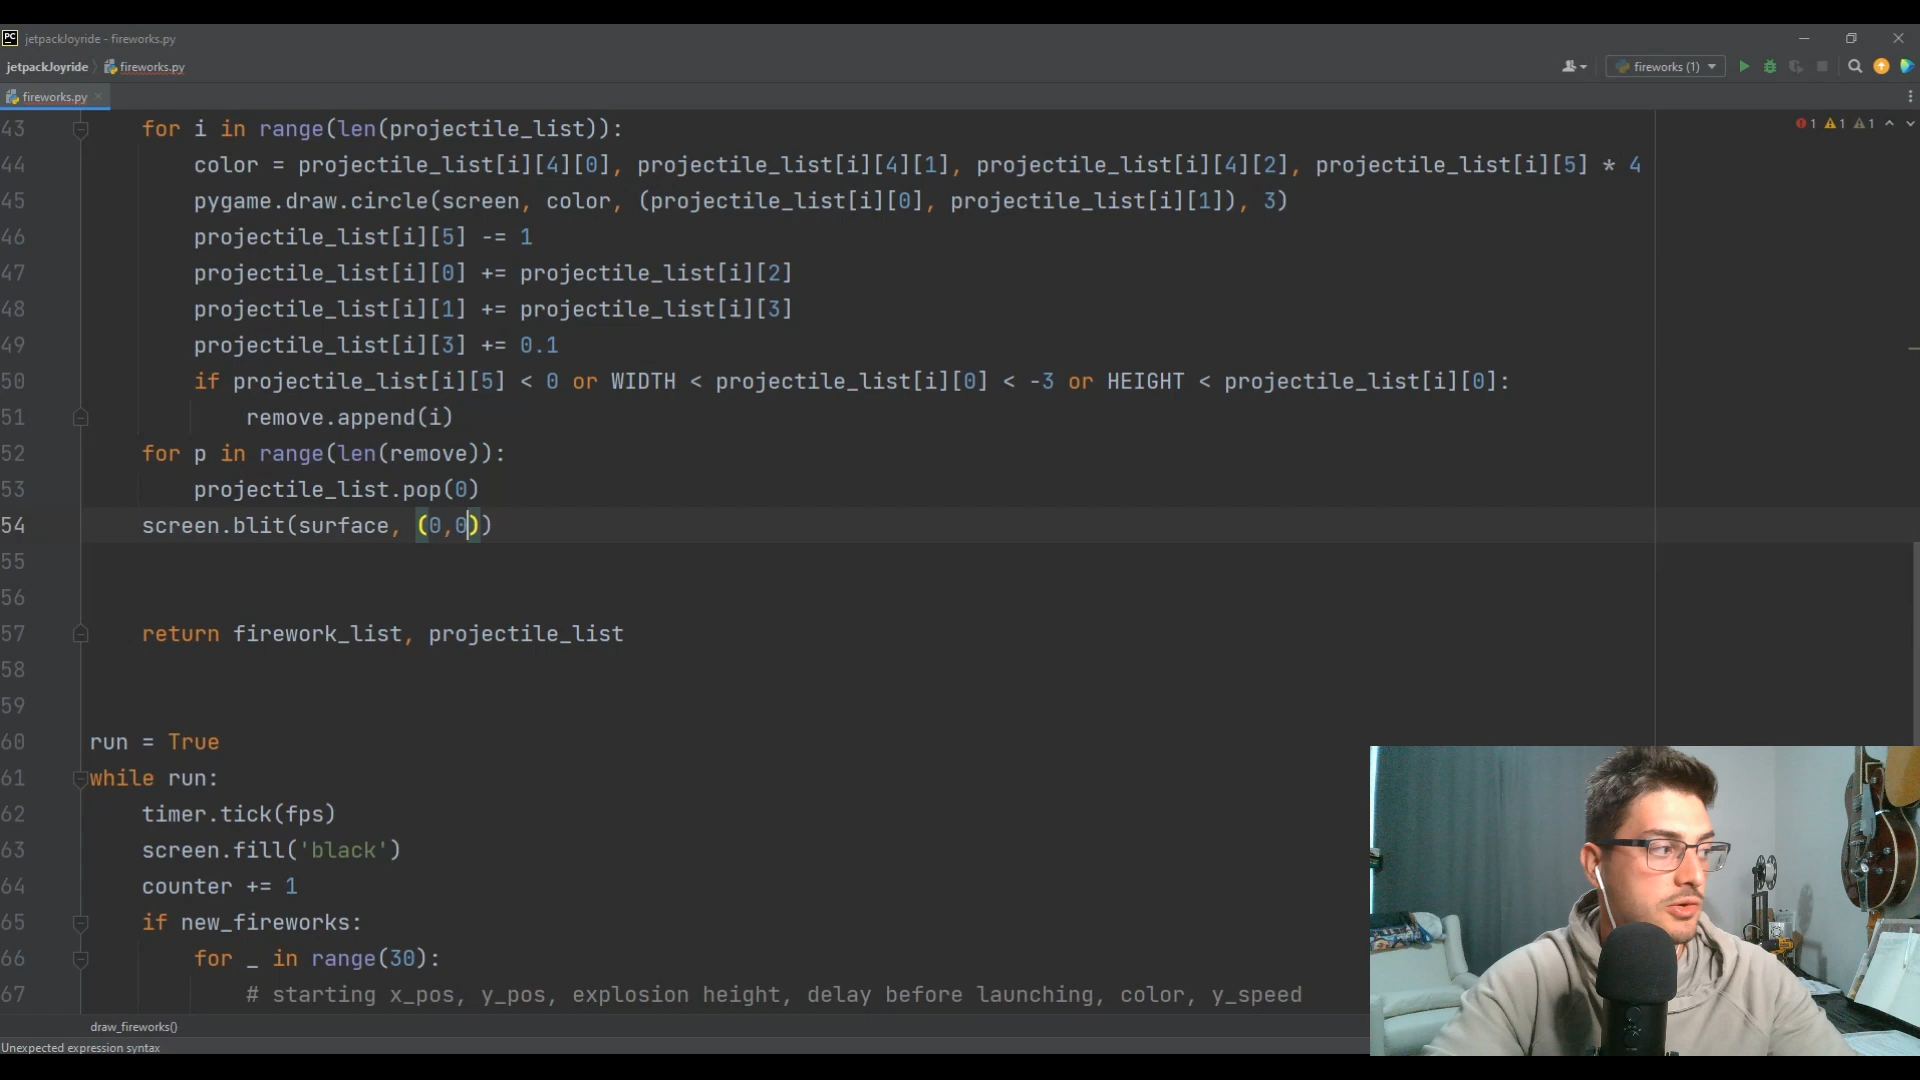 PC jetpackJoyride - fireworks.py
jetpackJoyride fireworks.py fireworks (1)
fireworks.py
43 for i in range(len(projectile_list)):
44 color = projectile_list[i][4][0], projectile_list[i][4][1], projectile_list[i][4][2], projectile_list[i][5] * 4
45 pygame.draw.circle(screen, color, (projectile_list[i][0], projectile_list[i][1]), 3)
46 projectile_list[i][5] -= 1
47 projectile_list[i][0] += projectile_list[i][2]
48 projectile_list[i][1] += projectile_list[i][3]
49 projectile_list[i][3] += 0.1
50 if projectile_list[i][5] < 0 or WIDTH < projectile_list[i][0] < -3 or HEIGHT < projectile_list[i][0]:
51 remove.append(i)
52 for p in range(len(remove)):
53 projectile_list.pop(0)
54 screen.blit(surface, (0,0))
55
56
57 return firework_list, projectile_list
58
59
60 run = True
61 while run:
62 timer.tick(fps)
63 screen.fill('black')
64 counter += 1
65 if new_fireworks:
66 for _ in range(30):
67 # starting x_pos, y_pos, explosion height, delay before launching, color, y_speed
1 1 1
draw_fireworks()
Unexpected expression syntax